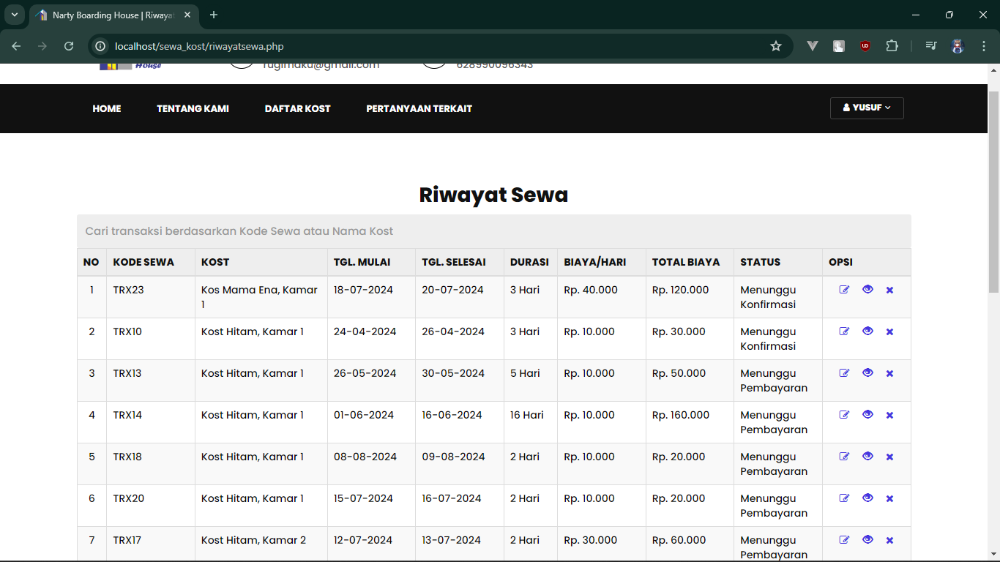 Narty Boarding House | Riwaya
localhost/sewa_kost/riwayatsewa.php
House rugimaku@gmail.com 628990096343
HOME TENTANG KAMI DAFTAR KOST PERTANYAAN TERKAIT YUSUF
Riwayat Sewa
Cari transaksi berdasarkan Kode Sewa atau Nama Kost
NO KODE SEWA KOST TGL. MULAI TGL. SELESAI DURASI BIAYA/HARI TOTAL BIAYA STATUS OPSI
1 TRX23 Kos Mama Ena, Kamar 18-07-2024 20-07-2024 3 Hari Rp. 40.000 Rp. 120.000 Menunggu
1 Konfirmasi
2 TRX10 Kost Hitam, Kamar 1 24-04-2024 26-04-2024 3 Hari Rp. 10.000 Rp. 30.000 Menunggu
Konfirmasi
3 TRX13 Kost Hitam, Kamar 1 26-05-2024 30-05-2024 5 Hari Rp. 10.000 Rp. 50.000 Menunggu
Pembayaran
4 TRX14 Kost Hitam, Kamar 1 01-06-2024 16-06-2024 16 Hari Rp. 10.000 Rp. 160.000 Menunggu
Pembayaran
5 TRX18 Kost Hitam, Kamar 1 08-08-2024 09-08-2024 2 Hari Rp. 10.000 Rp. 20.000 Menunggu
Pembayaran
6 TRX20 Kost Hitam, Kamar 1 15-07-2024 16-07-2024 2 Hari Rp. 10.000 Rp. 20.000 Menunggu
Pembayaran
7 TRX17 Kost Hitam, Kamar 2 12-07-2024 13-07-2024 2 Hari Rp. 30.000 Rp. 60.000 Menunggu
Pembayaran